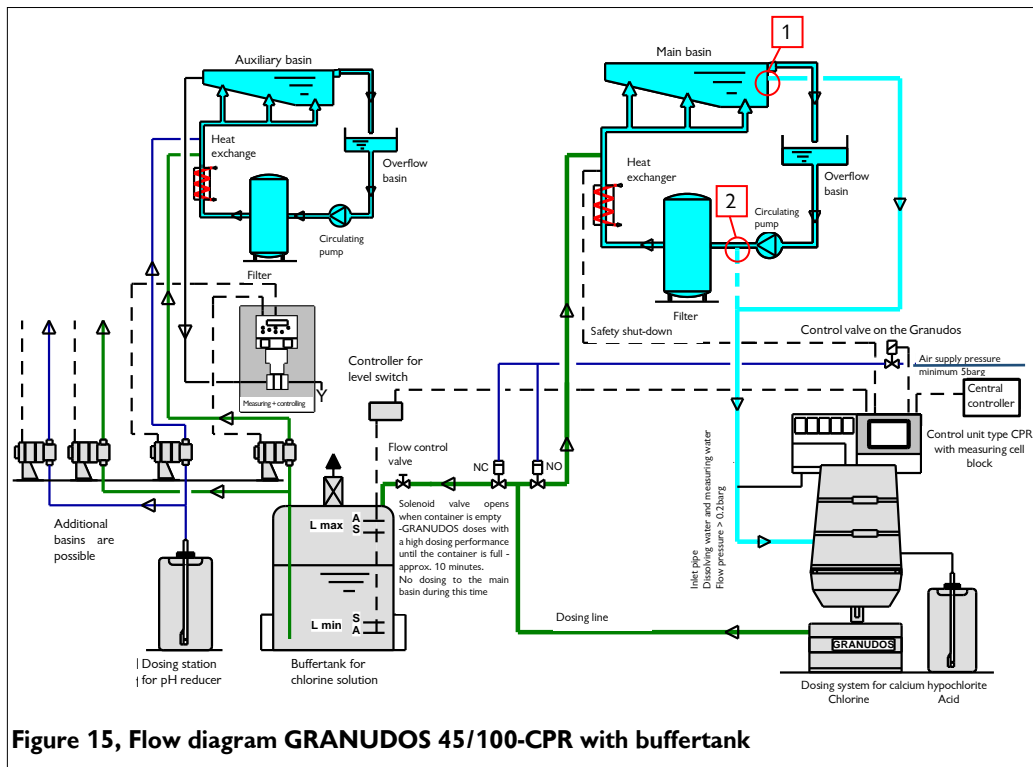 1
Auxiliary basin
Main basin
Heat
exchange
Overflow
basin
Heat
exchanger
Overflow
basin
2
Circulating
pump
Circulating
pump
Filter
Filter
Safety shut-down
Control valve on the Granudos
Air supply pressure
minimum 5barg
Controller for
level switch
Central
controller
Measuring + controlling
Y
Control unit type CPR
with measuring cell
block
Flow control
valve
NC
NO
Additional
basins are
possible
L max
A
S
Solenoid valve opens
when container is empty
-GRANUDOS doses with
a high dosing performance
until the container is full -
approx. 10 minutes.
No dosing to the main
basin during this time
Inlet pipe
Dissolving water and measuring water
Flow pressure > 0.2barg
L min
S
A
Dosing line
GRANUDOS
Dosing station
for pH reducer
Buffertank for
chlorine solution
Dosing system for calcium hypochlorite
Chlorine
Acid
Figure 15, Flow diagram GRANUDOS 45/100-CPR with buffertank